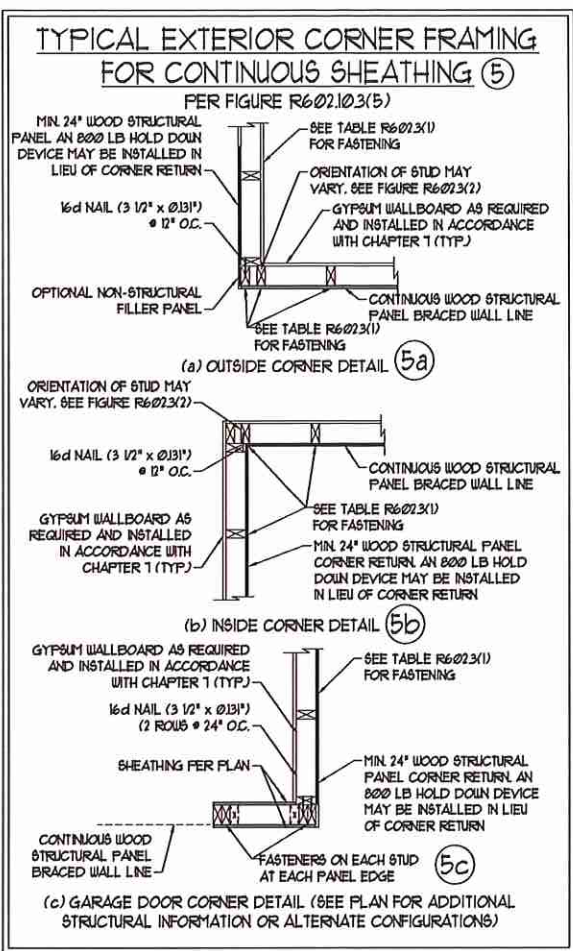 TYPICAL EXTERIOR CORNER FRAMING
FOR CONTINUOUS SHEATHING 5
PER FIGURE R602.10.3(5)
MIN. 24" WOOD STRUCTURAL
PANEL AN 800 LB HOLD DOWN
DEVICE MAY BE INSTALLED IN
LIEU OF CORNER RETURN
16d NAIL (3 1/2" x Ø.131")
@ 12" O.C.
OPTIONAL NON-STRUCTURAL
FILLER PANEL
SEE TABLE R602.3(1)
FOR FASTENING
ORIENTATION OF STUD MAY
VARY. SEE FIGURE R602.3(2)
GYPSUM WALLBOARD AS REQUIRED
AND INSTALLED IN ACCORDANCE
WITH CHAPTER 7 (TYP.)
CONTINUOUS WOOD STRUCTURAL
PANEL BRACED WALL LINE
SEE TABLE R602.3(1)
FOR FASTENING
(a) OUTSIDE CORNER DETAIL 5a
ORIENTATION OF STUD MAY
VARY. SEE FIGURE R602.3(2)
16d NAIL (3 1/2" x Ø.131")
@ 12" O.C.
GYPSUM WALLBOARD AS
REQUIRED AND INSTALLED
IN ACCORDANCE WITH
CHAPTER 7 (TYP.)
CONTINUOUS WOOD STRUCTURAL
PANEL BRACED WALL LINE
SEE TABLE R602.3(1)
FOR FASTENING
MIN. 24" WOOD STRUCTURAL PANEL
CORNER RETURN. AN 800 LB HOLD
DOWN DEVICE MAY BE INSTALLED
IN LIEU OF CORNER RETURN
(b) INSIDE CORNER DETAIL 5b
GYPSUM WALLBOARD AS REQUIRED
AND INSTALLED IN ACCORDANCE
WITH CHAPTER 7 (TYP.)
16d NAIL (3 1/2" x Ø.131")
(2 ROWS @ 24" O.C.
SHEATHING PER PLAN
CONTINUOUS WOOD
STRUCTURAL PANEL
BRACED WALL LINE
SEE TABLE R602.3(1)
FOR FASTENING
MIN. 24" WOOD STRUCTURAL
PANEL CORNER RETURN. AN
800 LB HOLD DOWN DEVICE
MAY BE INSTALLED IN LIEU
OF CORNER RETURN
FASTENERS ON EACH STUD
AT EACH PANEL EDGE
5c
(c) GARAGE DOOR CORNER DETAIL (SEE PLAN FOR ADDITIONAL
STRUCTURAL INFORMATION OR ALTERNATE CONFIGURATIONS)